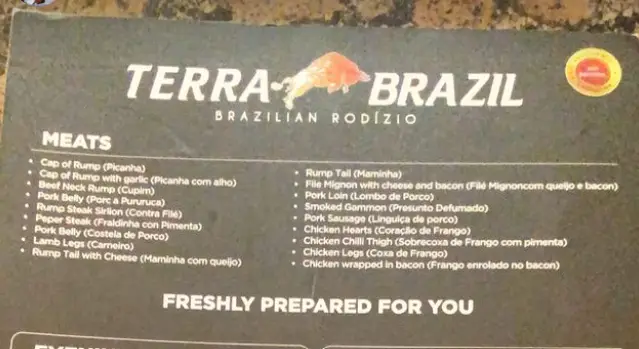 TERRA BRAZIL
BRAZILIAN RODÍZIO
MEATS
• Cap of Rump (Picanha)
• Cap of Rump with garlic (Picanha com alho)
• Beef Neck Rump (Cupim)
• Pork Belly (Porc a Pururuca)
• Rump Steak Sirlion (Contra Filé)
• Peper Steak (Fraldinha con Pimenta)
• Pork Belly (Costela de Porco)
• Lamb Legs (Carneiro)
• Rump Tail with Cheese (Maminha com queijo)
• Rump Tail (Maminha)
• File Mignon with cheese and bacon (Filé Mignoncom queijo e bacon)
• Pork Loin (Lombo de Porco)
• Smoked Gammon (Presunto Defumado)
• Pork Sausage (Linguiça de porco)
• Chicken Hearts (Coração de Frango)
• Chicken Chilli Thigh (Sobrecoxa de Frango com pimenta)
• Chicken Legs (Coxa de Frango)
• Chicken wrapped in bacon (Frango enrolado no bacon)
FRESHLY PREPARED FOR YOU